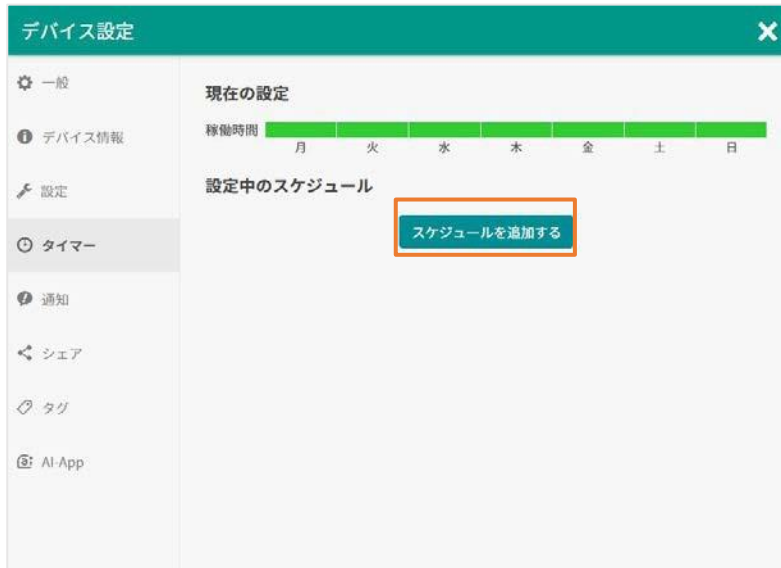 デバイス設定
一般
デバイス情報
設定
タイマー
通知
シェア
タグ
AI-App
現在の設定
稼働時間
月 火 水 木 金 土 日
設定中のスケジュール
スケジュールを追加する